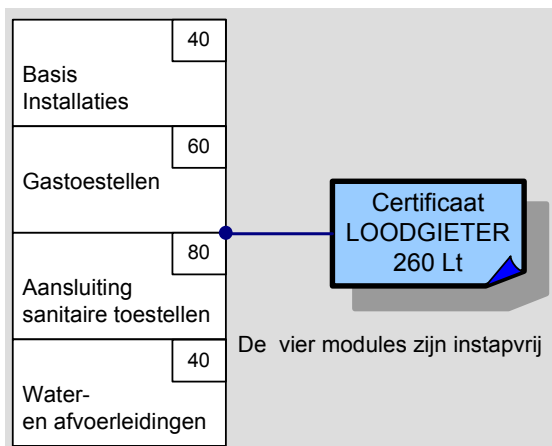 40
Basis
Installaties
60
Gastoestellen
80
Aansluiting
sanitaire toestellen
40
Water-
en afvoerleidingen
Certificaat
LOODGIETER
260 Lt
De vier modules zijn instapvrij